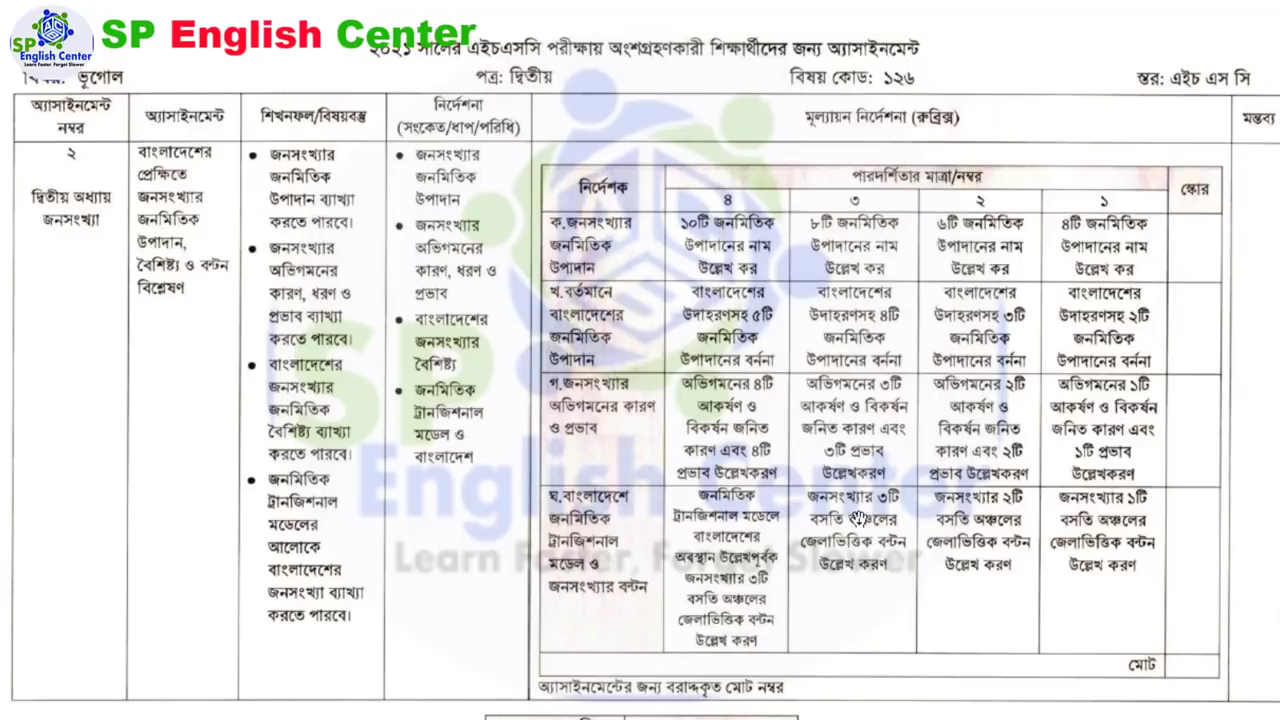 SP English Center
English Center
Learn Faster, Forget Slower
২০২১ সালের এইচএসসি পরীক্ষায় অংশগ্রহণকারী শিক্ষার্থীদের জন্য অ্যাসাইনমেন্ট
ভূগোল পত্র: দ্বিতীয় বিষয় কোড: ১২৬ স্তর: এইচ এস সি
অ্যাসাইনমেন্ট নম্বর
অ্যাসাইনমেন্ট
শিখনফল/বিষয়বস্তু
নির্দেশনা
(সংকেত/ধাপ/পরিধি)
মূল্যায়ন নির্দেশনা (রুব্রিক্স)
মন্তব্য
২
দ্বিতীয় অধ্যায়
জনসংখ্যা
বাংলাদেশের
প্রেক্ষিতে
জনসংখ্যার
জনমিতিক
উপাদান,
বৈশিষ্ট্য ও বন্টন
বিশ্লেষণ
• জনসংখ্যার
জনমিতিক
উপাদান ব্যাখ্যা
করতে পারবে।
• জনসংখ্যার
অভিগমনের
কারণ, ধরণ ও
প্রভাব ব্যাখ্যা
করতে পারবে।
• বাংলাদেশের
জনসংখ্যার
জনমিতিক
বৈশিষ্ট্য ব্যাখ্যা
করতে পারবে।
• জনমিতিক
ট্রানজিশনাল
মডেলের
আলোকে
বাংলাদেশের
জনসংখ্যা ব্যাখ্যা
করতে পারবে।
• জনসংখ্যার
জনমিতিক
উপাদান
• জনসংখ্যার
অভিগমনের
কারণ, ধরণ ও
প্রভাব
• বাংলাদেশের
জনসংখ্যার
বৈশিষ্ট্য
• জনমিতিক
ট্রানজিশনাল
মডেল ও
বাংলাদেশ
নির্দেশক
পারদর্শিতার মাত্রা/নম্বর
স্কোর
৪ ৩ ২ ১
ক.জনসংখ্যার
জনমিতিক
উপাদান
১০টি জনমিতিক
উপাদানের নাম
উল্লেখ কর
৮টি জনমিতিক
উপাদানের নাম
উল্লেখ কর
৬টি জনমিতিক
উপাদানের নাম
উল্লেখ কর
৪টি জনমিতিক
উপাদানের নাম
উল্লেখ কর
খ.বর্তমানে
বাংলাদেশের
জনমিতিক
উপাদান
বাংলাদেশের
উদাহরণসহ ৫টি
জনমিতিক
উপাদানের বর্ননা
বাংলাদেশের
উদাহরণসহ ৪টি
জনমিতিক
উপাদানের বর্ননা
বাংলাদেশের
উদাহরণসহ ৩টি
জনমিতিক
উপাদানের বর্ননা
বাংলাদেশের
উদাহরণসহ ২টি
জনমিতিক
উপাদানের বর্ননা
গ.জনসংখ্যার
অভিগমনের কারণ
ও প্রভাব
অভিগমনের ৪টি
আকর্ষণ ও
বিকর্ষন জনিত
কারণ এবং ৪টি
প্রভাব উল্লেখকরণ
অভিগমনের ৩টি
আকর্ষণ ও বিকর্ষন
জনিত কারণ এবং
৩টি প্রভাব
উল্লেখকরণ
অভিগমনের ২টি
আকর্ষণ ও
বিকর্ষন জনিত
কারণ এবং ২টি
প্রভাব উল্লেখকরণ
অভিগমনের ১টি
আকর্ষণ ও বিকর্ষন
জনিত কারণ এবং
১টি প্রভাব
উল্লেখকরণ
ঘ.বাংলাদেশে
জনমিতিক
ট্রানজিশনাল
মডেল ও
জনসংখ্যার বন্টন
জনমিতিক
ট্রানজিশনাল মডেলে
বাংলাদেশের
অবস্থান উল্লেখপূর্বক
জনসংখ্যার ৩টি
বসতি অঞ্চলের
জেলাভিত্তিক বন্টন
উল্লেখ করণ
জনসংখ্যার ৩টি
বসতি অঞ্চলের
জেলাভিত্তিক বন্টন
উল্লেখ করণ
জনসংখ্যার ২টি
বসতি অঞ্চলের
জেলাভিত্তিক বন্টন
উল্লেখ করণ
জনসংখ্যার ১টি
বসতি অঞ্চলের
জেলাভিত্তিক বন্টন
উল্লেখ করণ
মোট
অ্যাসাইনমেন্টের জন্য বরাদ্দকৃত মোট নম্বর
SP
English Center
Learn Faster, Forget Slower